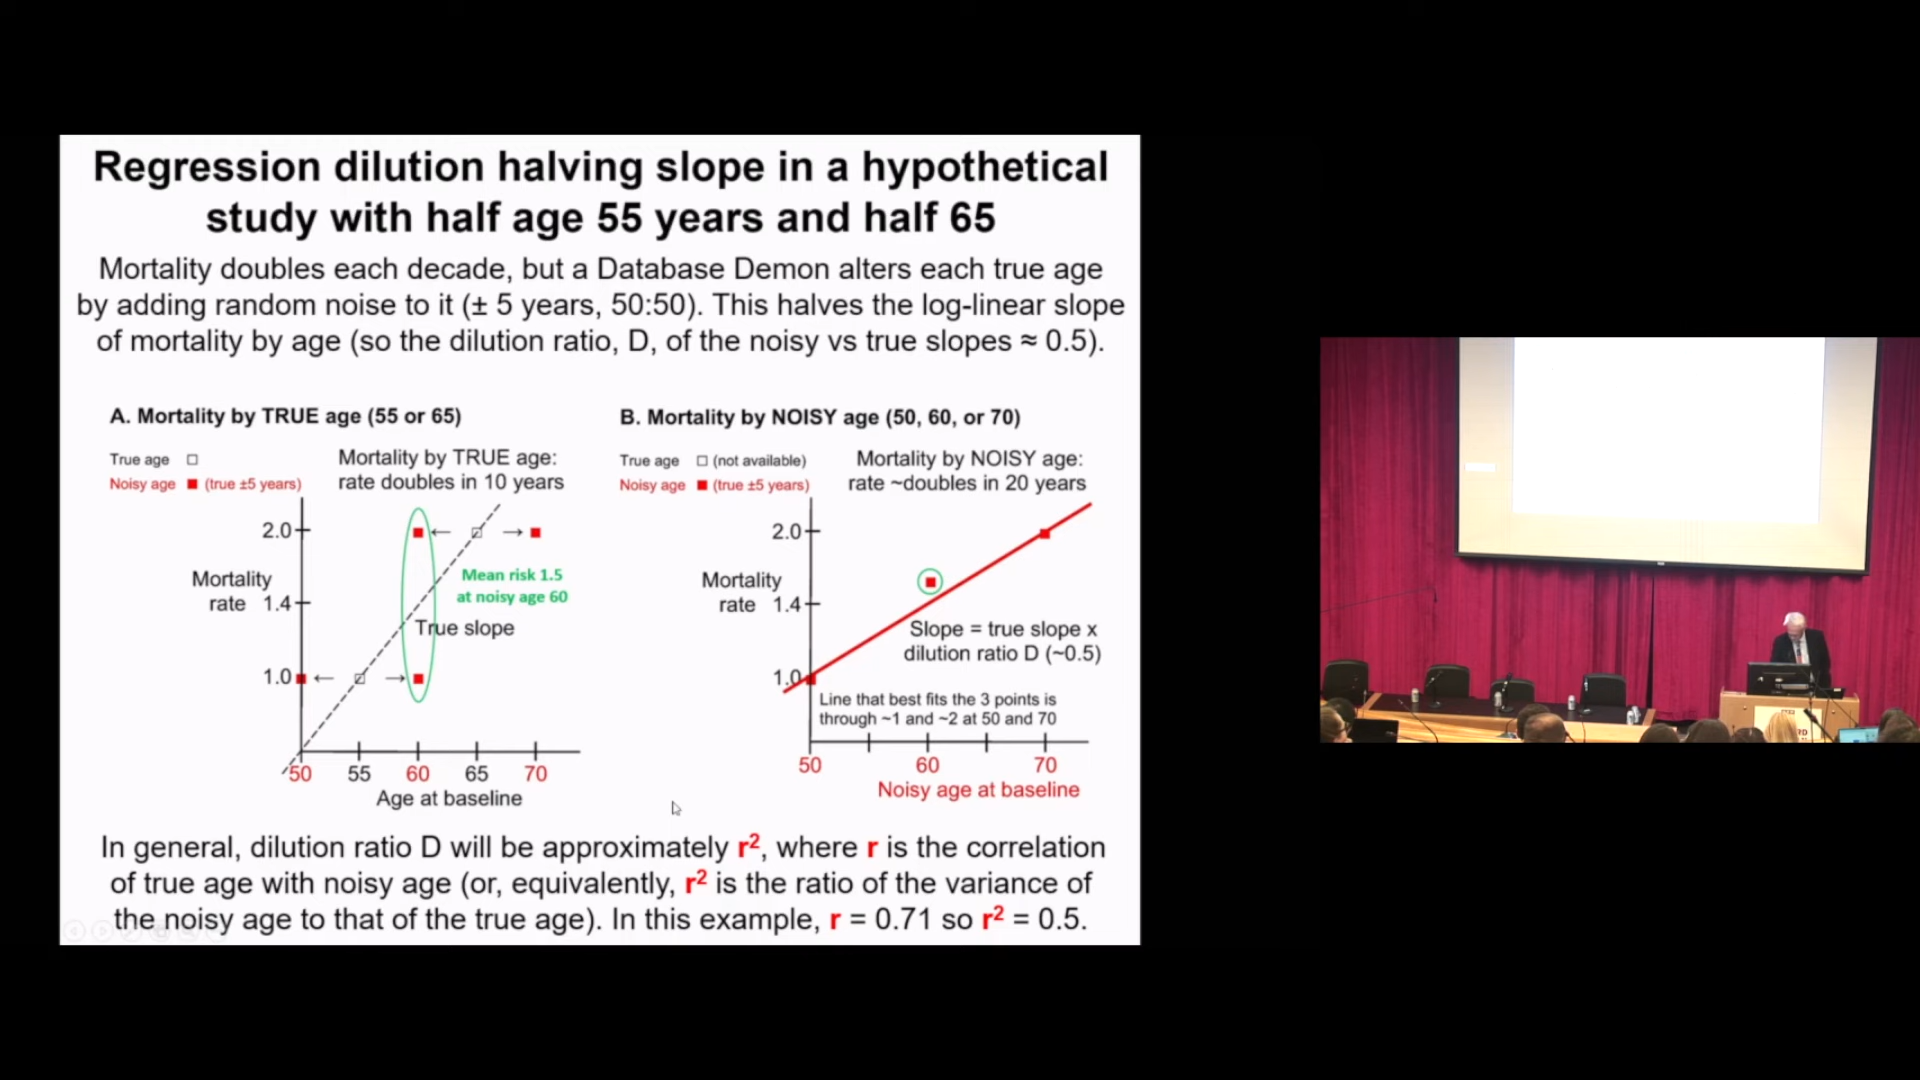 Regression dilution halving slope in a hypothetical
study with half age 55 years and half 65
Mortality doubles each decade, but a Database Demon alters each true age
by adding random noise to it (± 5 years, 50:50). This halves the log-linear slope
of mortality by age (so the dilution ratio, D, of the noisy vs true slopes ≈ 0.5).
A. Mortality by TRUE age (55 or 65)
True age □
Noisy age ■ (true ±5 years)
Mortality by TRUE age:
rate doubles in 10 years
2.0
Mortality
rate 1.4
1.0
Mean risk 1.5
at noisy age 60
True slope
50 55 60 65 70
Age at baseline
B. Mortality by NOISY age (50, 60, or 70)
True age □ (not available)
Noisy age ■ (true ±5 years)
Mortality by NOISY age:
rate ~doubles in 20 years
2.0
Mortality
rate 1.4
1.0
Slope = true slope x
dilution ratio D (~0.5)
Line that best fits the 3 points is
through ~1 and ~2 at 50 and 70
50 60 70
Noisy age at baseline
In general, dilution ratio D will be approximately r², where r is the correlation
of true age with noisy age (or, equivalently, r² is the ratio of the variance of
the noisy age to that of the true age). In this example, r = 0.71 so r² = 0.5.